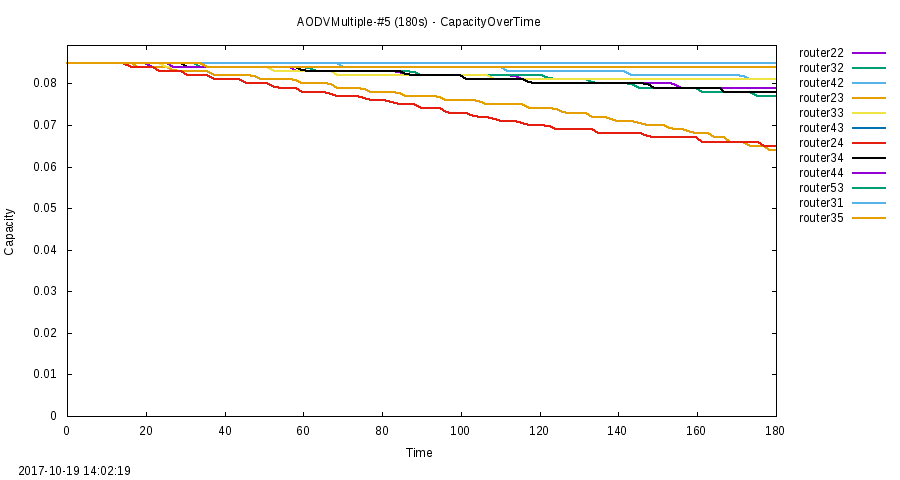 AODVMultiple-#5 (180s) - CapacityOverTime
router22
router32
router42
router23
router33
router43
router24
router34
router44
router53
router31
router35
0.08
0.07
0.06
0.05
0.04
0.03
0.02
0.01
0
Capacity
0 20 40 60 80 100 120 140 160 180
Time
2017-10-19 14:02:19